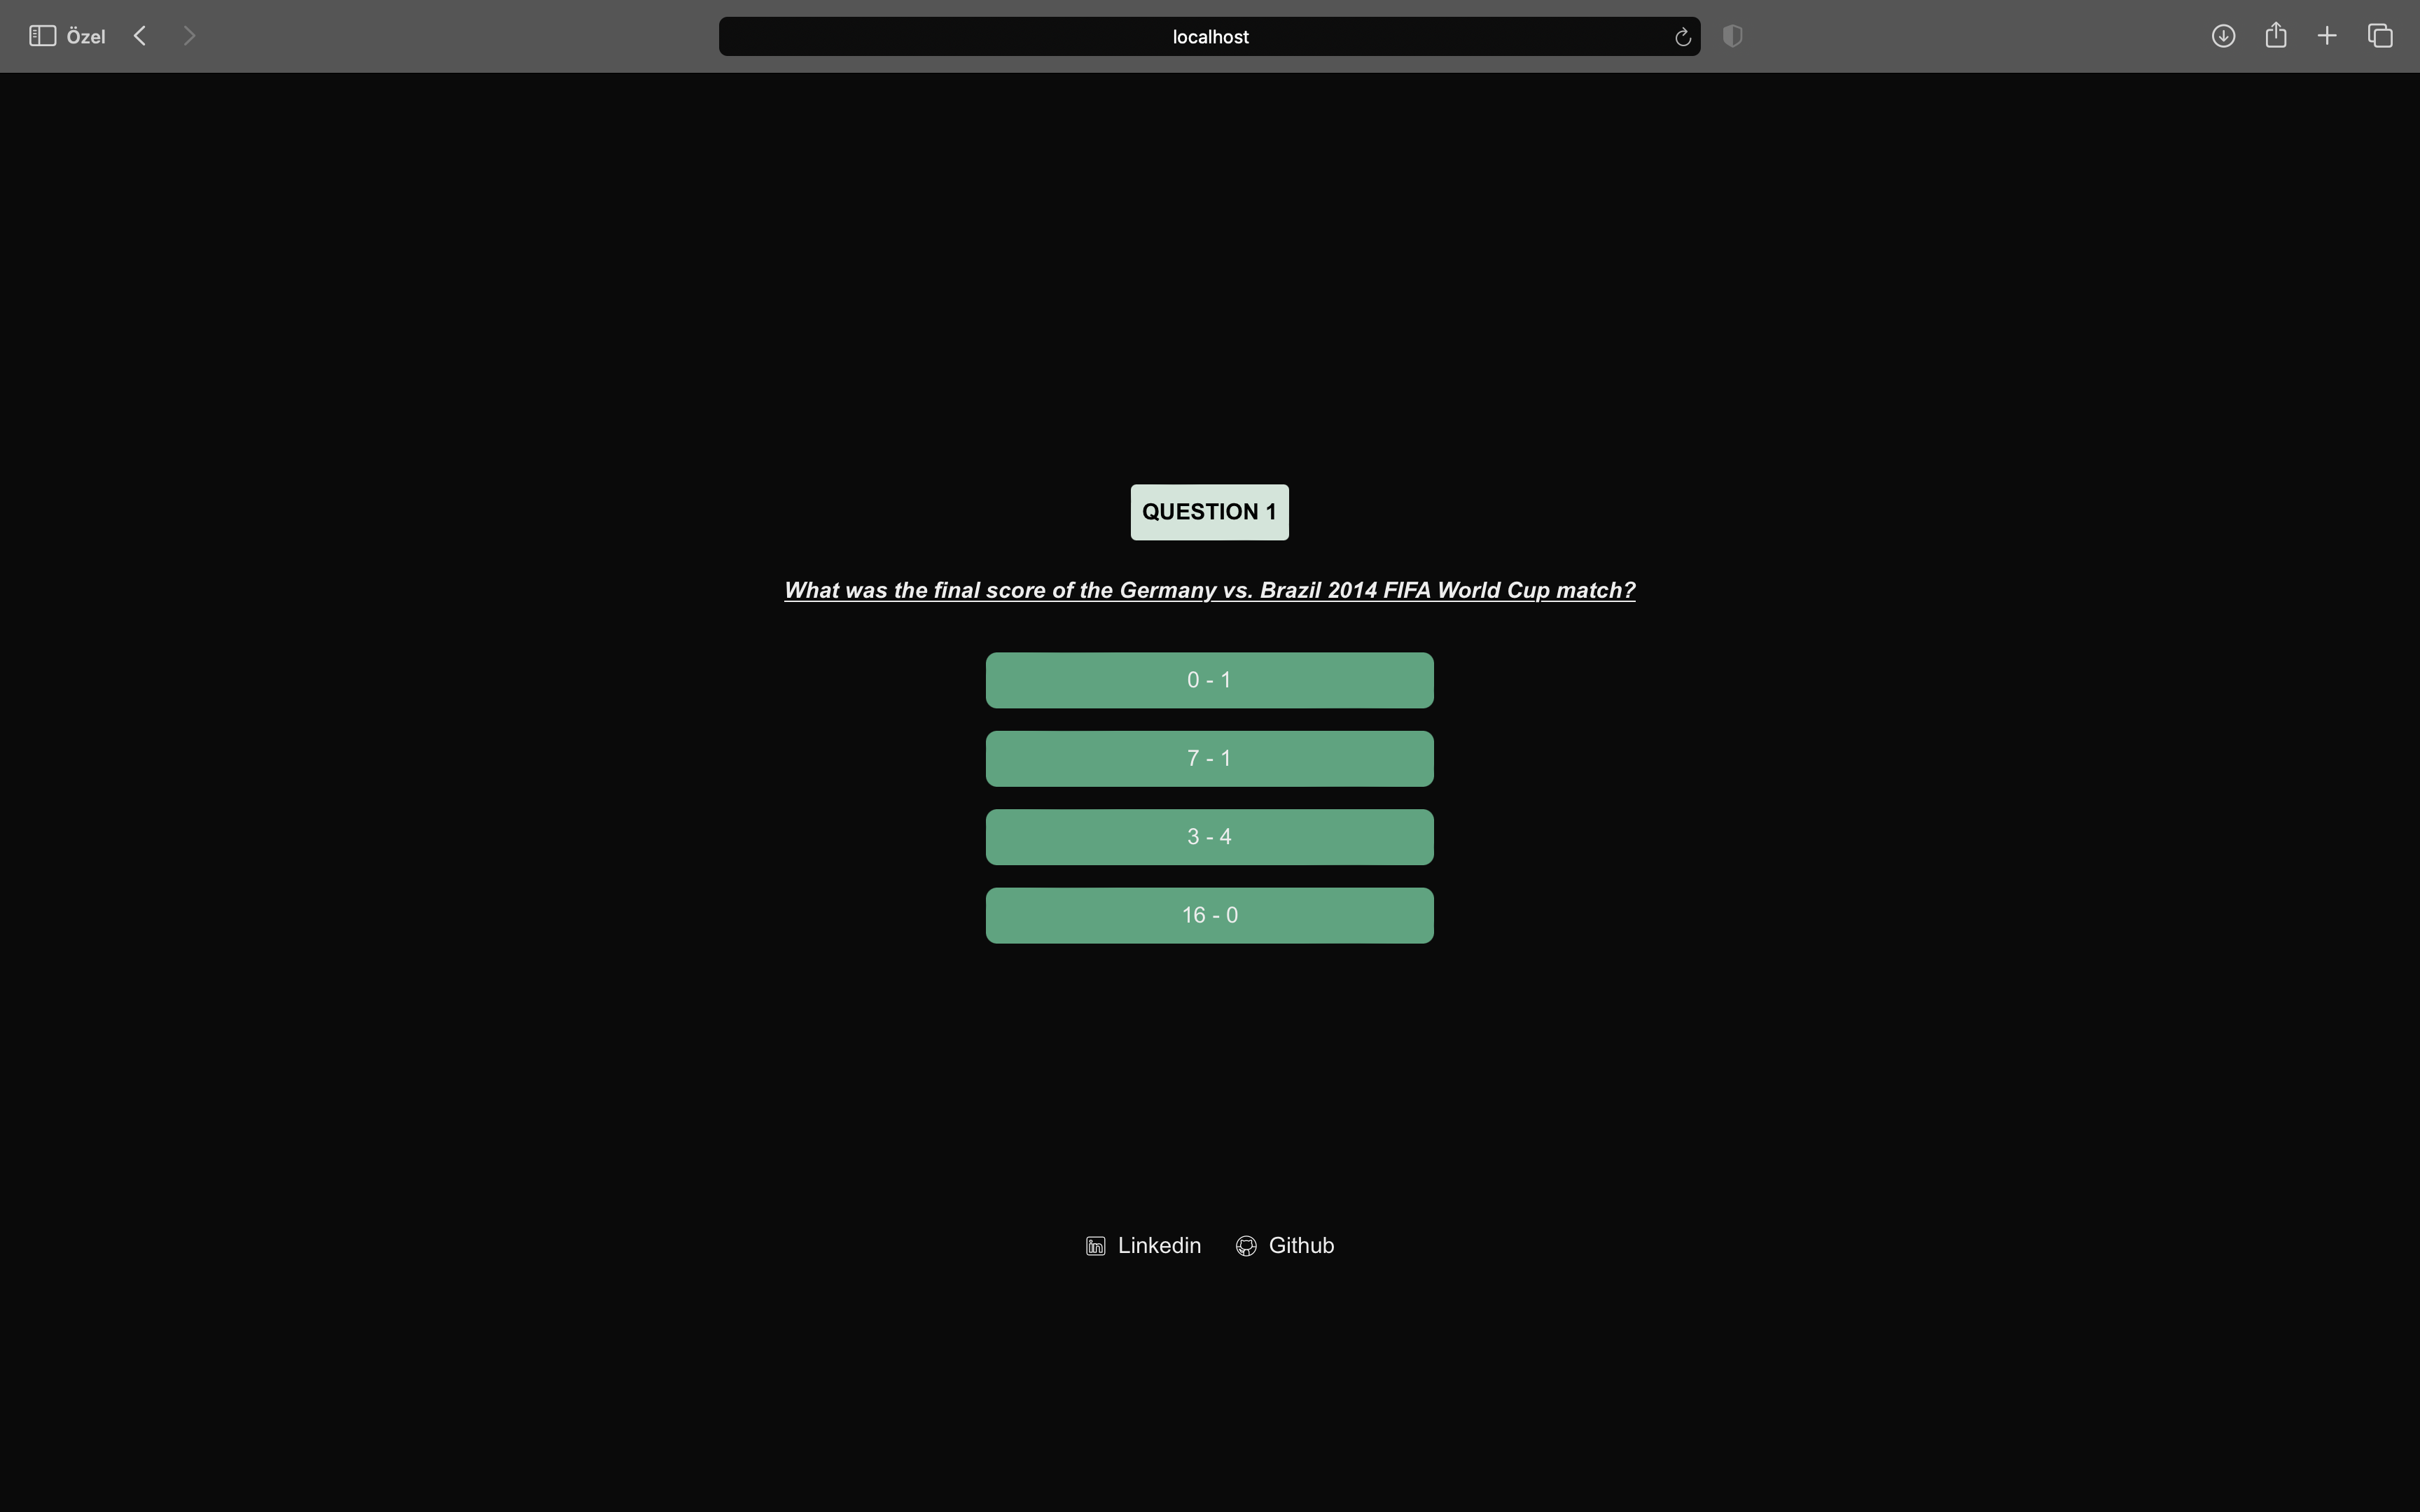 Özel
localhost
QUESTION 1
What was the final score of the Germany vs. Brazil 2014 FIFA World Cup match?
0 - 1
7 - 1
3 - 4
16 - 0
Linkedin
Github